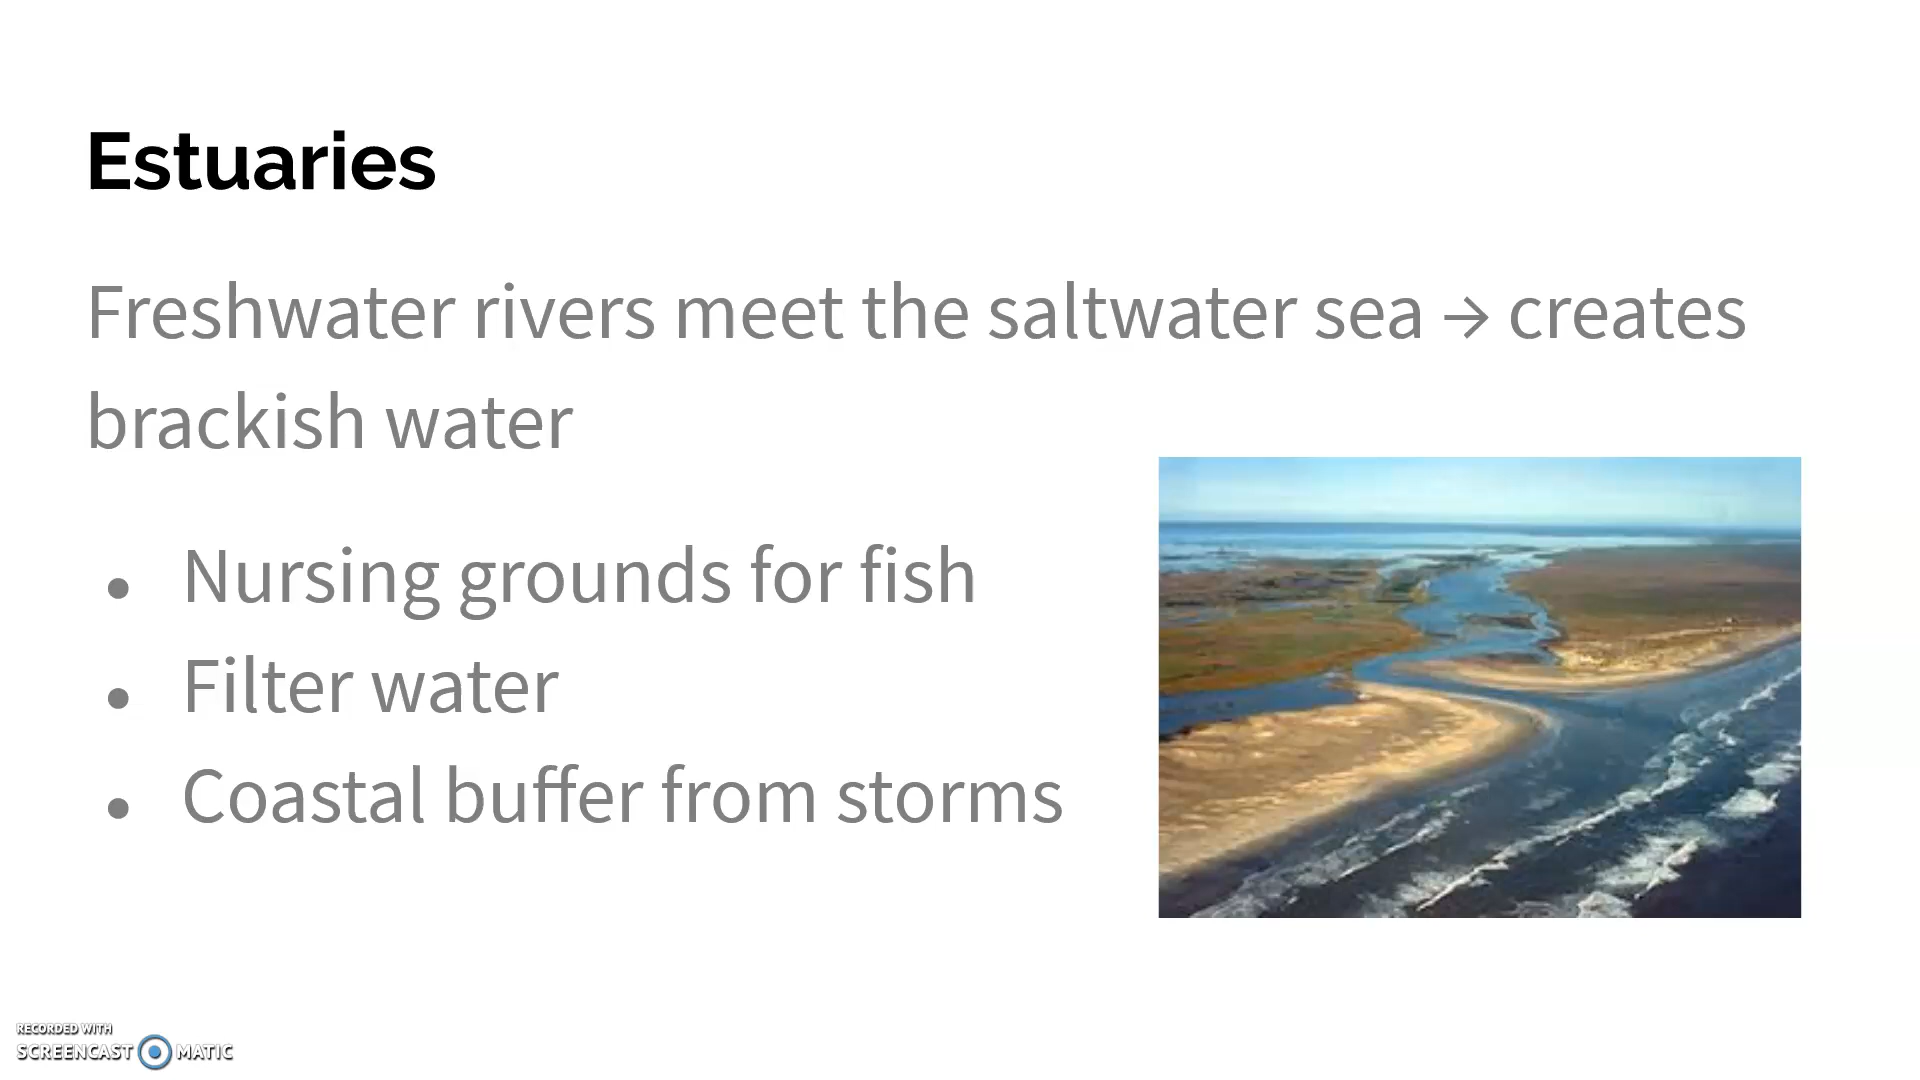 Estuaries
Freshwater rivers meet the saltwater sea → creates
brackish water
● Nursing grounds for fish
● Filter water
● Coastal buffer from storms
RECORDED WITH
SCREENCAST MATIC